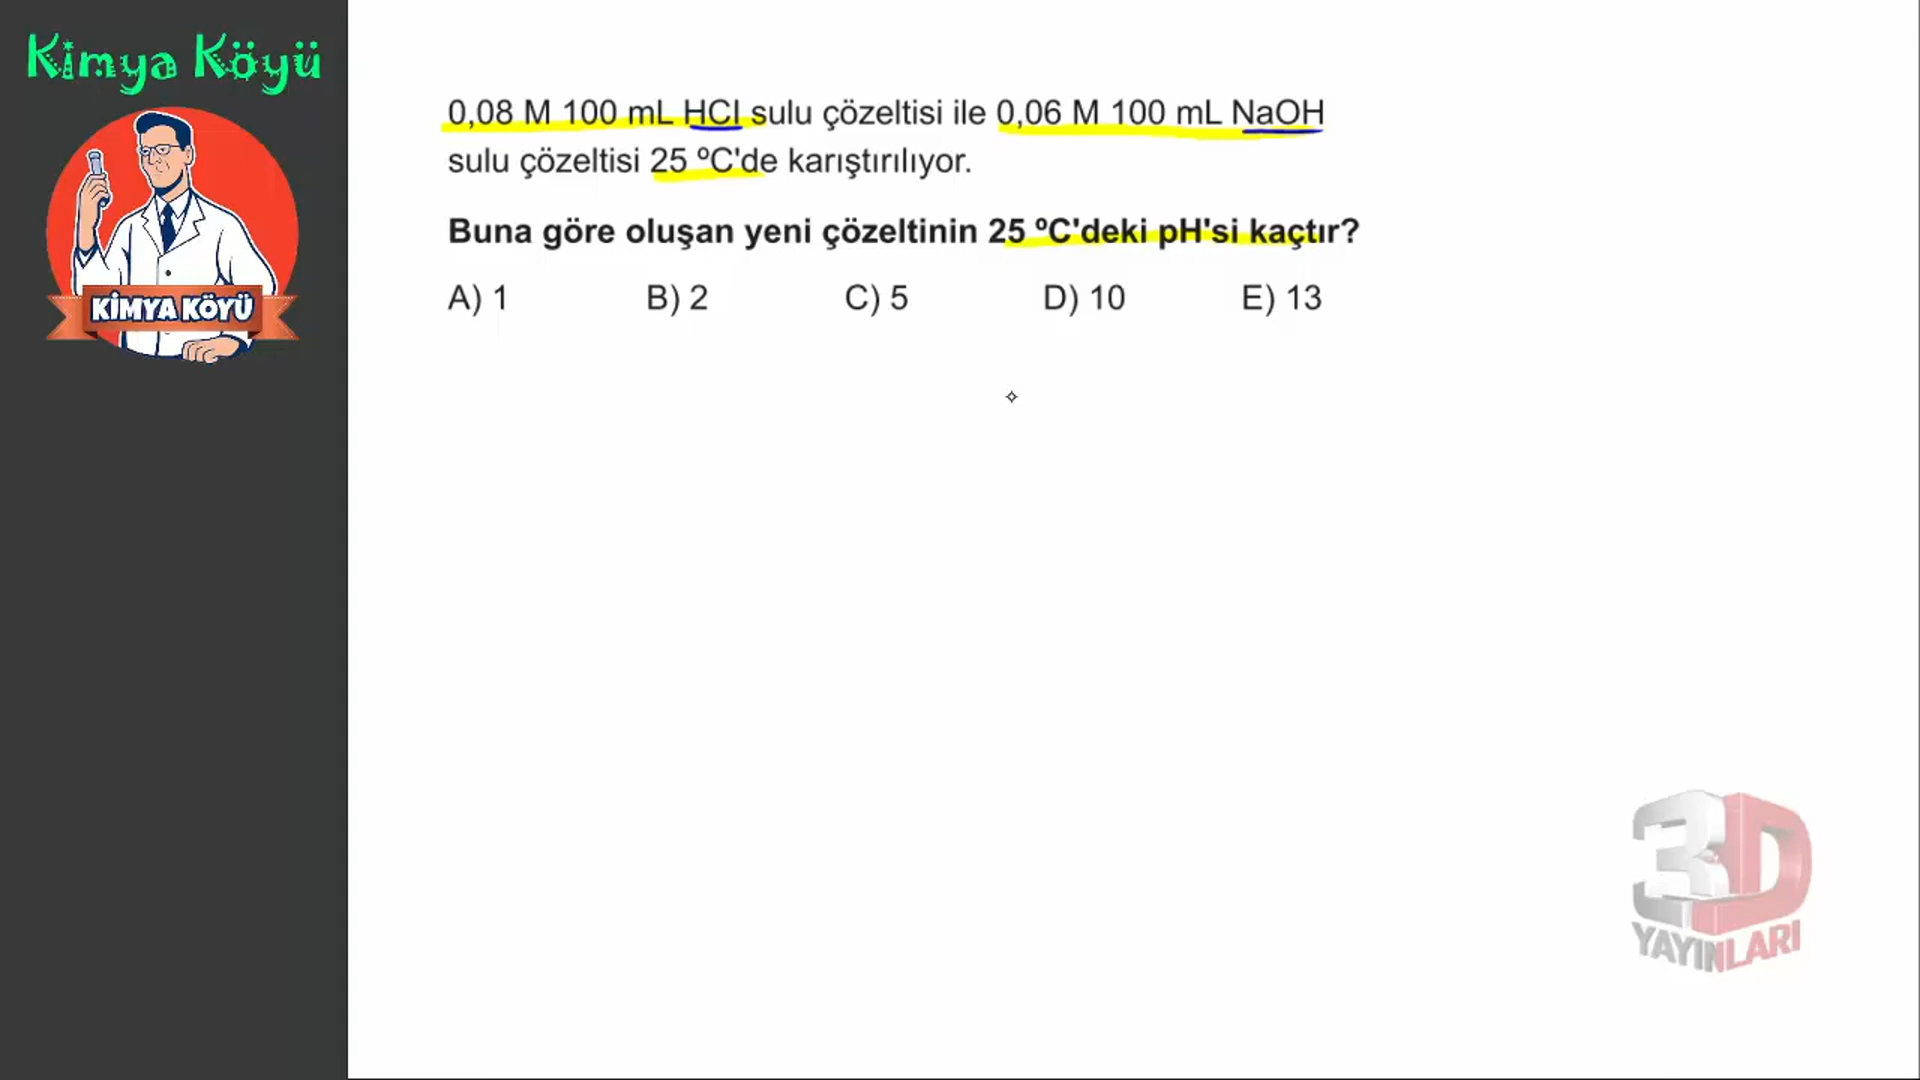 Kimya Köyü
KİMYA KÖYÜ
0,08 M 100 mL HCl sulu çözeltisi ile 0,06 M 100 mL NaOH
sulu çözeltisi 25 ºC'de karıştırılıyor.
Buna göre oluşan yeni çözeltinin 25 ºC'deki pH'si kaçtır?
A) 1 B) 2 C) 5 D) 10 E) 13
3D
YAYINLARI